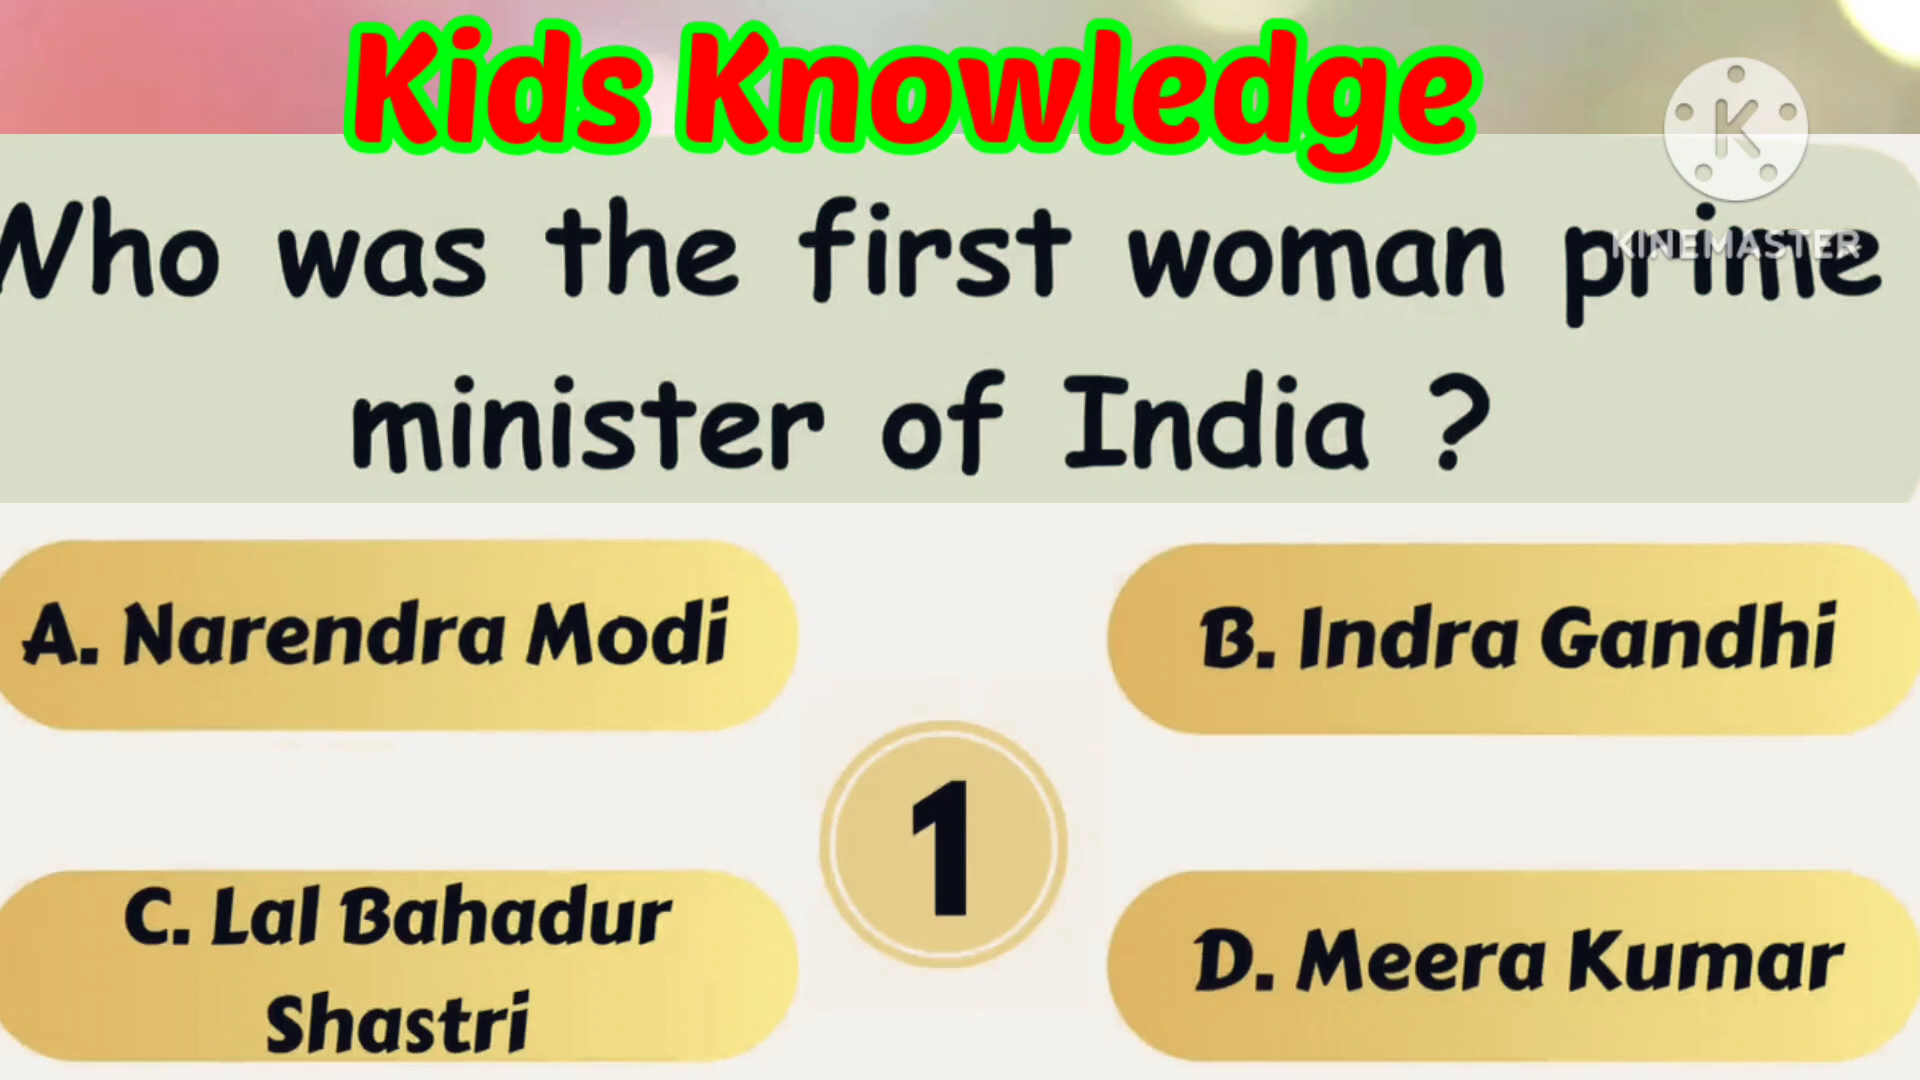 Kids Knowledge
K
KINEMASTER
Who was the first woman prime
minister of India ?
A. Narendra Modi
B. Indra Gandhi
1
C. Lal Bahadur
Shastri
D. Meera Kumar